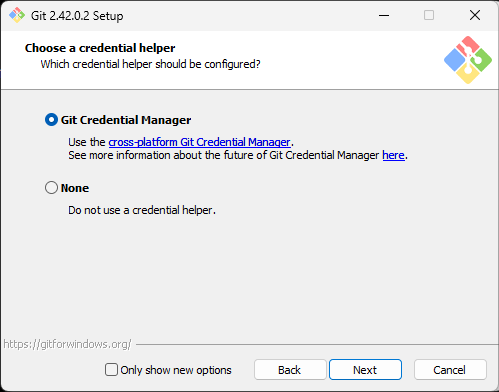 Git 2.42.0.2 Setup
Choose a credential helper
Which credential helper should be configured?
Git Credential Manager
Use the cross-platform Git Credential Manager.
See more information about the future of Git Credential Manager here.
None
Do not use a credential helper.
https://gitforwindows.org/
Only show new options Back Next Cancel